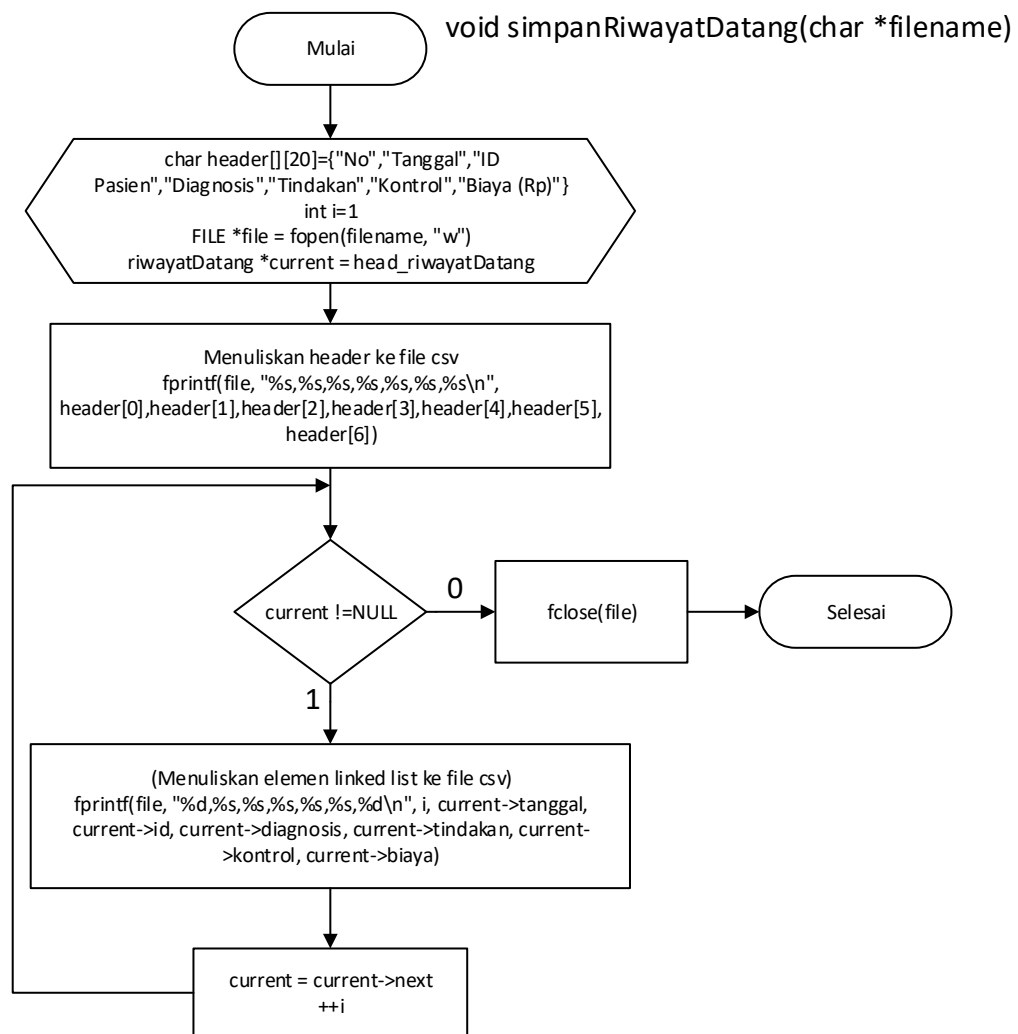 void simpanRiwayatDatang(char *filename)
Mulai
char header[][20]={"No","Tanggal","ID
Pasien","Diagnosis","Tindakan","Kontrol","Biaya (Rp)"}
int i=1
FILE *file = fopen(filename, "w")
riwayatDatang *current = head_riwayatDatang
Menuliskan header ke file csv
fprintf(file, "%s,%s,%s,%s,%s,%s,%s\n",
header[0],header[1],header[2],header[3],header[4],header[5],
header[6])
current !=NULL
0
fclose(file)
Selesai
1
(Menuliskan elemen linked list ke file csv)
fprintf(file, "%d,%s,%s,%s,%s,%s,%d\n", i, current->tanggal,
current->id, current->diagnosis, current->tindakan, current-
>kontrol, current->biaya)
current = current->next
++i